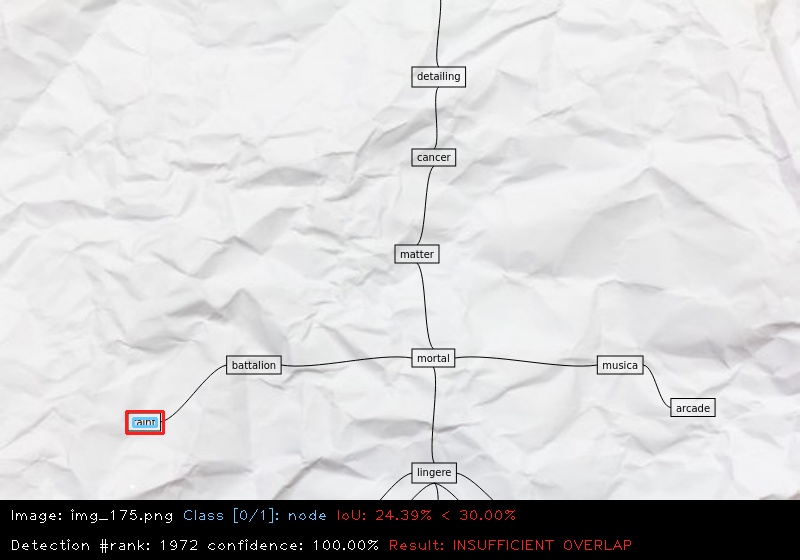 detailing
cancer
matter
mortal
battalion
musica
arcade
lingere
Image: img_175.png Class [0/1]: node IoU: 24.39% < 30.00%
Detection #rank: 1972 confidence: 100.00% Result: INSUFFICIENT OVERLAP